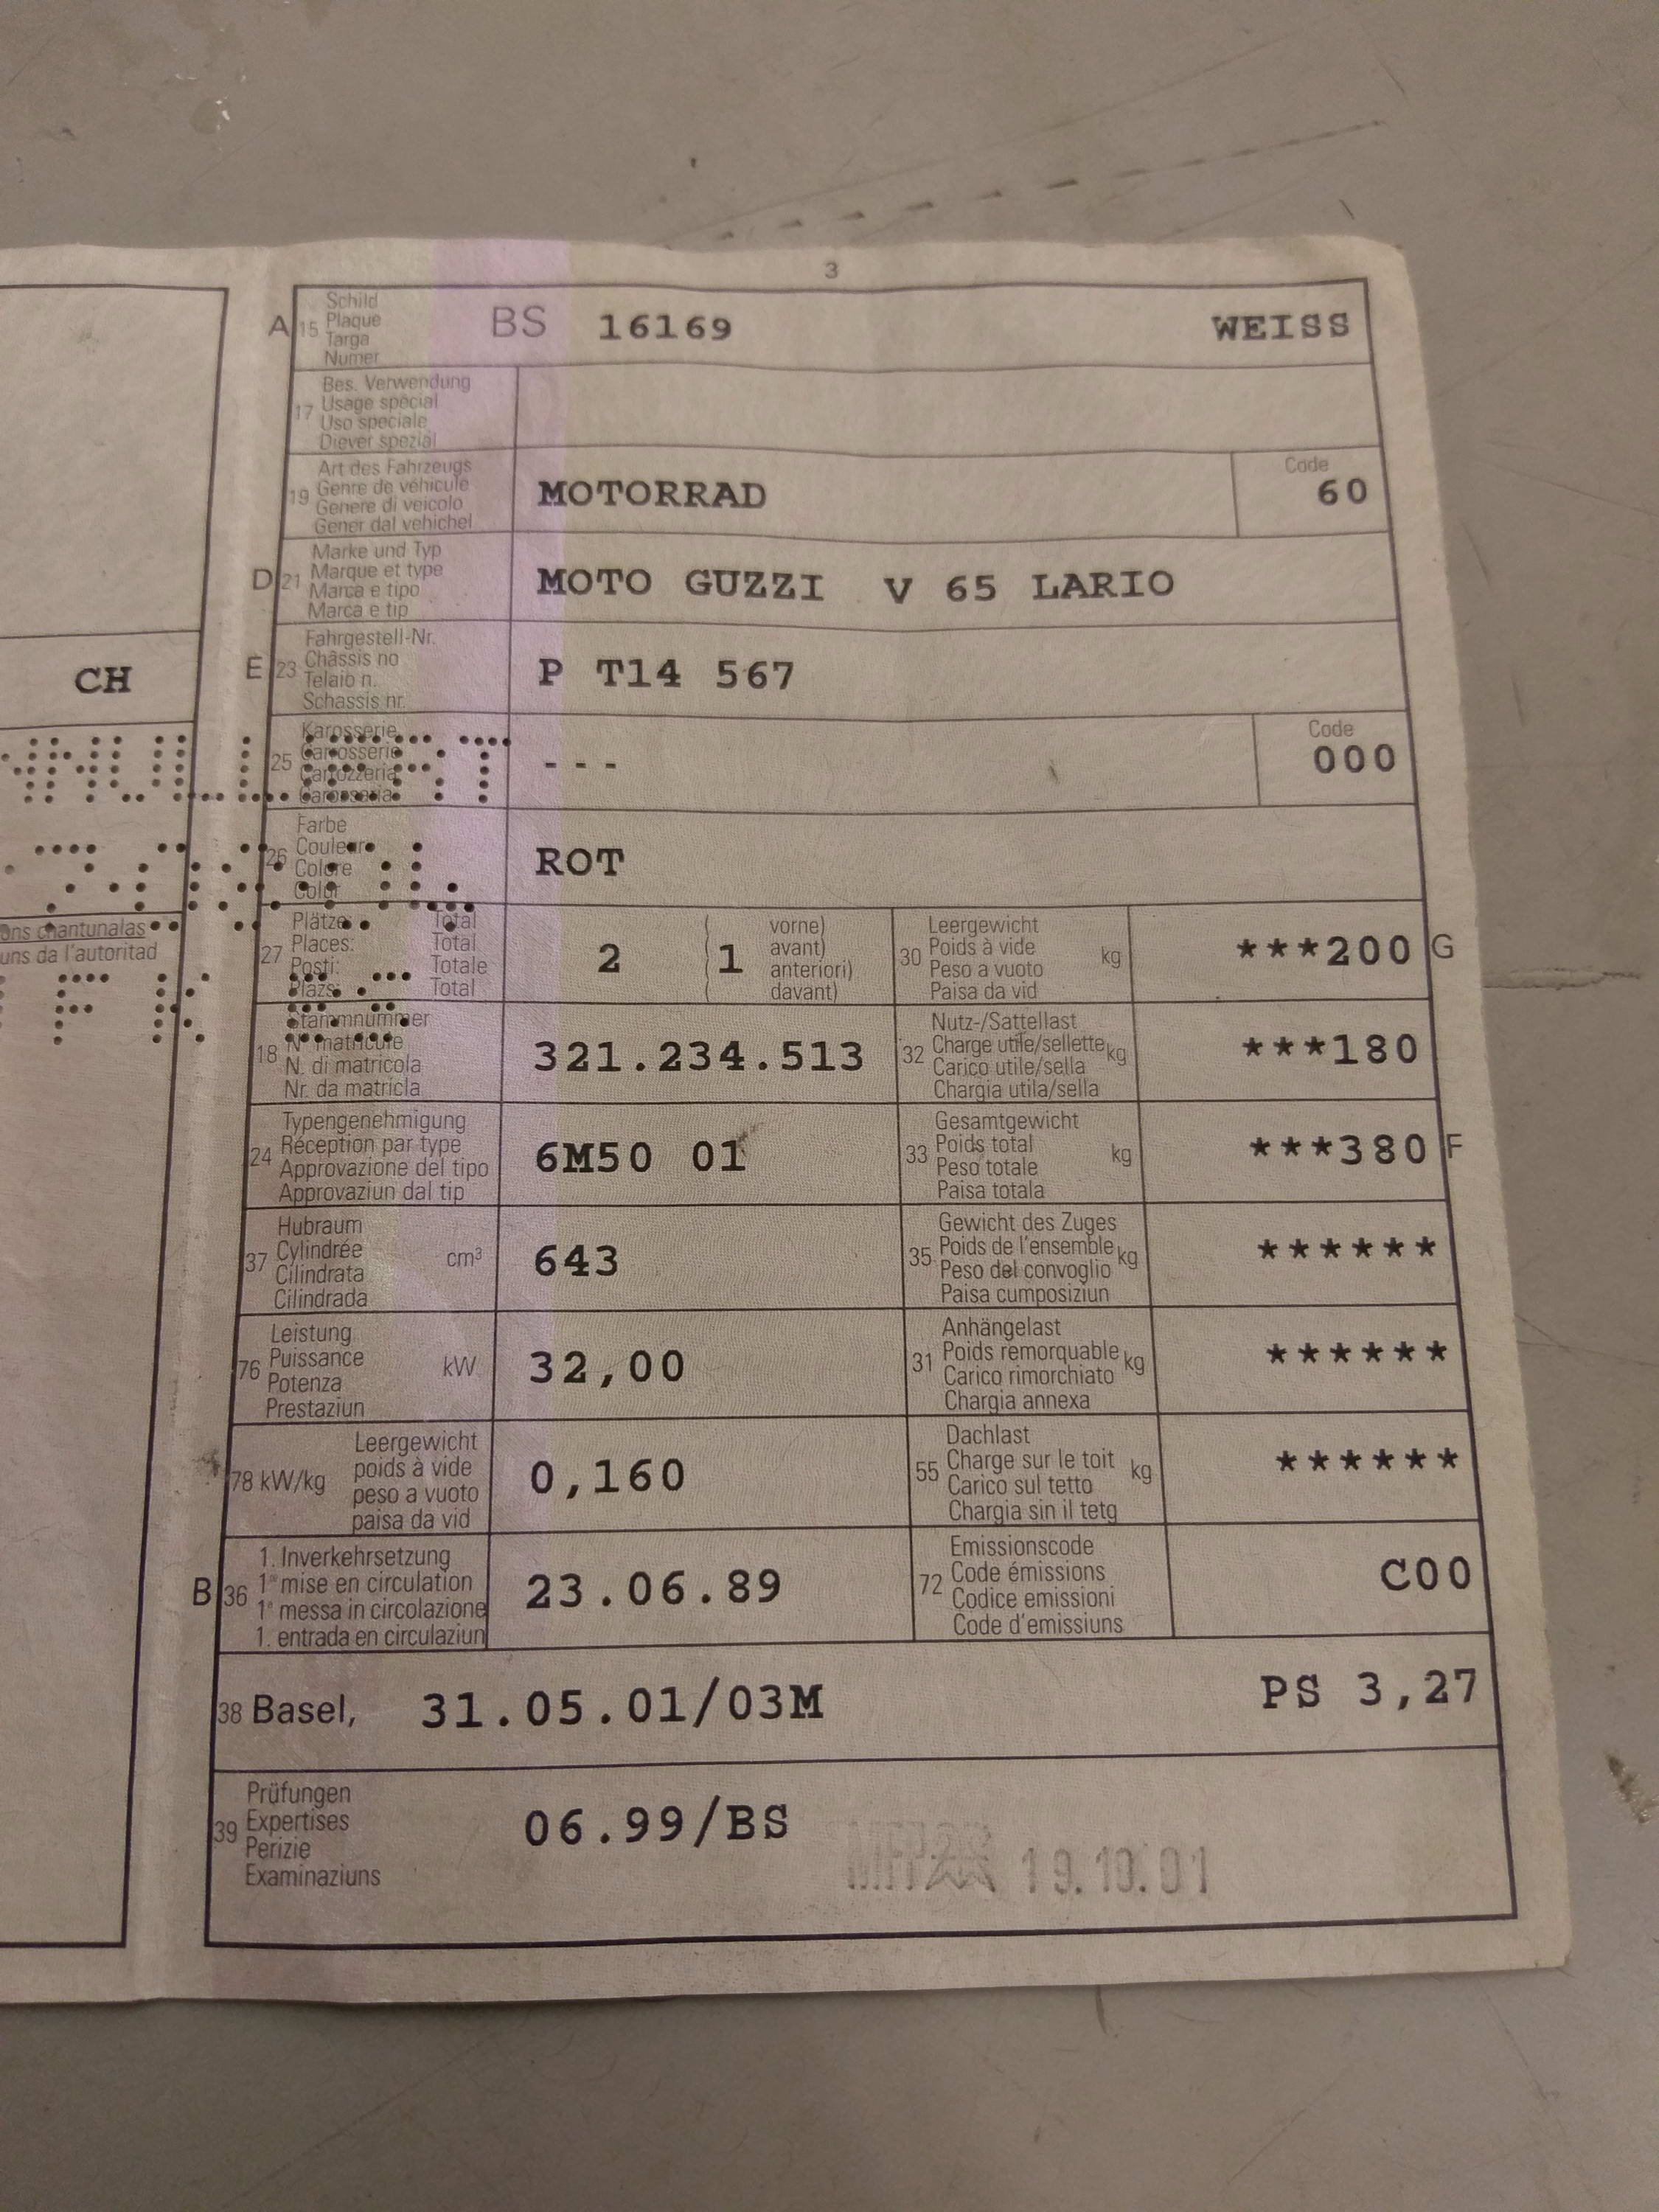 3
A 15 Schild
Plaque
Targa
Numer
BS 16169 WEISS
17 Bes. Verwendung
Usage spécial
Uso speciale
Diever spezial
19 Art des Fahrzeugs
Genre de véhicule
Genere di veicolo
Gener dal vehichel
MOTORRAD
Code
60
D 21 Marke und Typ
Marque et type
Marca e tipo
Marca e tip
MOTO GUZZI V 65 LARIO
E 23 Fahrgestell-Nr.
Châssis no
Telaio n.
Schassis nr.
P T14 567
CH
25 Karosserie
Carrosserie
Carrozzeria
Carossaria
---
Code
000
26 Farbe
Couleur
Colore
Color
ROT
ons chantunalas
uns da l'autoritad
27 Plätze: Total
Places: Total
Posti: Totale
Plazs: Total
2 (1 vorne)
( avant)
( anteriori)
( davant)
30 Leergewicht
Poids à vide kg
Peso a vuoto
Paisa da vid
***200 G
18 Stammnummer
N° matricule
N. di matricola
Nr. da matricla
321.234.513
32 Nutz-/Sattellast
Charge utile/sellette kg
Carico utile/sella
Chargia utila/sella
***180
24 Typengenehmigung
Réception par type
Approvazione del tipo
Approvaziun dal tip
6M50 01
33 Gesamtgewicht
Poids total kg
Peso totale
Paisa totala
***380 F
37 Hubraum
Cylindrée cm³
Cilindrata
Cilindrada
643
35 Gewicht des Zuges
Poids de l'ensemble kg
Peso del convoglio
Paisa cumposiziun
******
76 Leistung
Puissance kW
Potenza
Prestaziun
32,00
31 Anhängelast
Poids remorquable kg
Carico rimorchiato
Chargia annexa
******
78 kW/kg Leergewicht
poids à vide
peso a vuoto
paisa da vid
0,160
55 Dachlast
Charge sur le toit kg
Carico sul tetto
Chargia sin il tetg
******
B 36 1. Inverkehrsetzung
1re mise en circulation
1a messa in circolazione
1. entrada en circulaziun
23.06.89
72 Emissionscode
Code émissions
Codice emissioni
Code d'emissiuns
C00
38 Basel, 31.05.01/03M PS 3,27
39 Prüfungen
Expertises
Perizie
Examinaziuns
06.99/BS
19.10.01